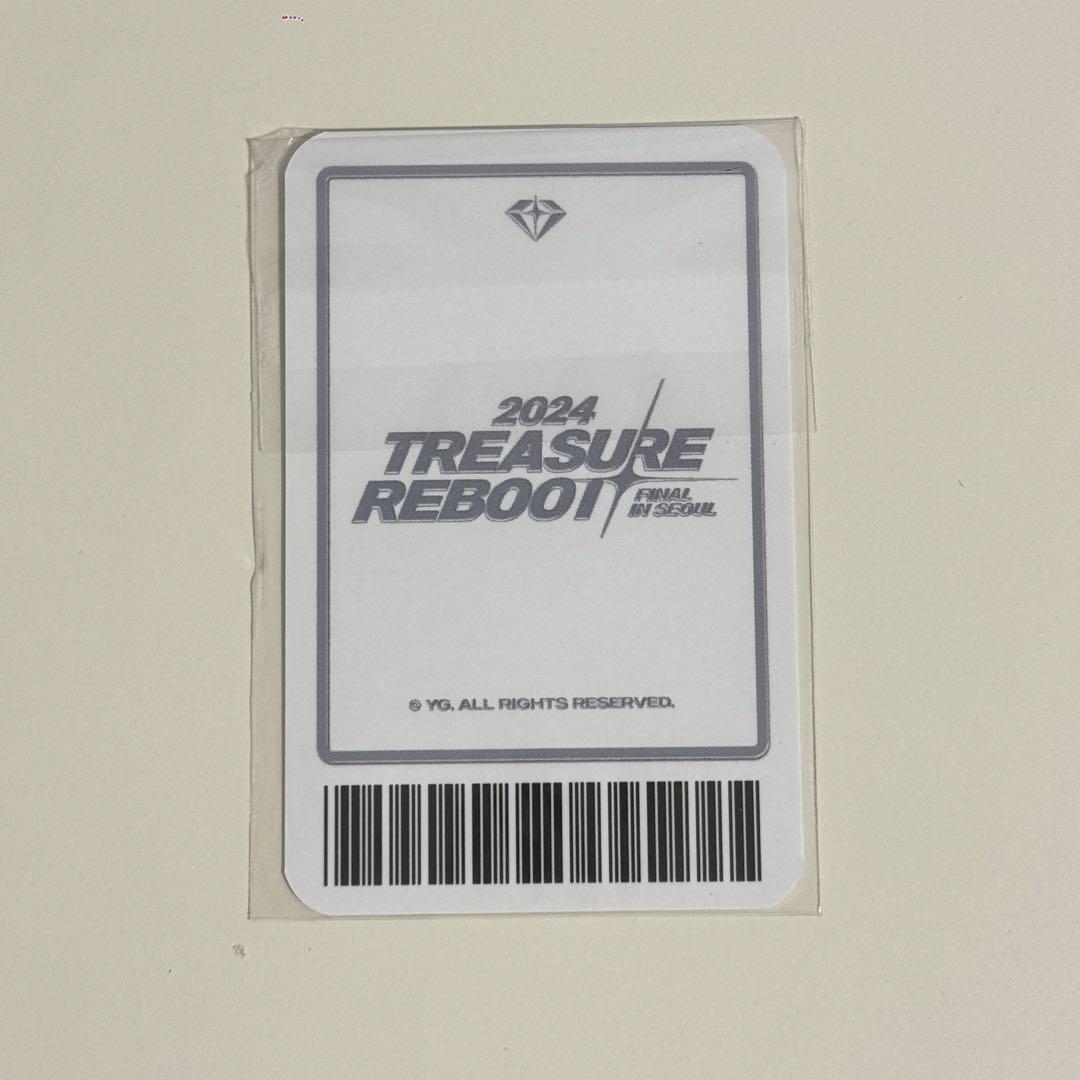 2024
TREASURE
REBOOT
FINAL
IN SEOUL
© YG. ALL RIGHTS RESERVED.